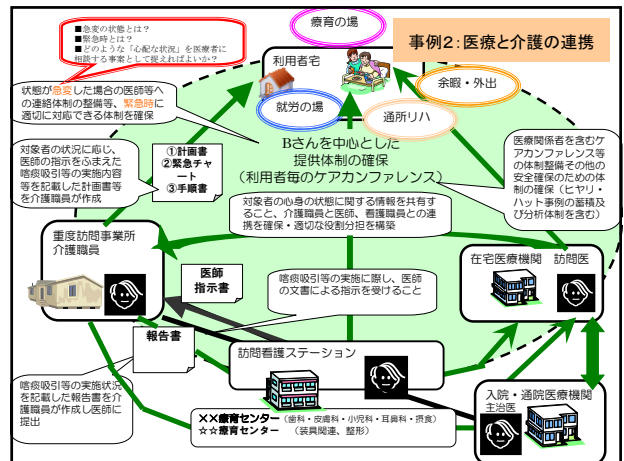 ■急変の状態とは？
■緊急時とは？
■どのような「心配な状況」を医療者に
相談する事案として捉えればよいか？
療育の場
事例2：医療と介護の連携
利用者宅
余暇・外出
就労の場
通所リハ
状態が急変した場合の医師等へ
の連絡体制の整備等、緊急時に
適切に対応できる体制を確保
Bさんを中心とした
提供体制の確保
（利用者毎のケアカンファレンス）
対象者の状況に応じ、
医師の指示をふまえた
喀痰吸引等の実施内容
等を記載した計画書等
を介護職員が作成
①計画書
②緊急チャ
ート
③手順書
医療関係者を含むケ
アカンファレンス等
の体制整備その他の
安全確保のための体
制の確保（ヒヤリ・
ハット事例の蓄積及
び分析体制を含む）
対象者の心身の状態に関する情報を共有す
ること、介護職員と医師、看護職員との連
携を確保・適切な役割分担を構築
重度訪問事業所
介護職員
医師
指示書
喀痰吸引等の実施に際し、医師
の文書による指示を受けること
在宅医療機関　訪問医
報告書
訪問看護ステーション
喀痰吸引等の実施状況
を記載した報告書を介
護職員が作成し医師に
提出
××療育センター（歯科・皮膚科・小児科・耳鼻科・摂食）
☆☆療育センター　（装具関連、整形）
入院・通院医療機関
主治医